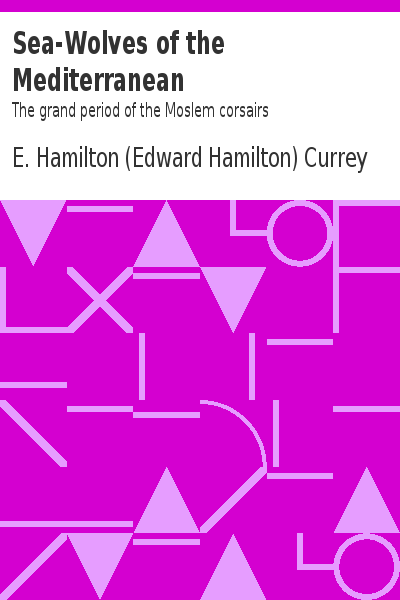 Sea-Wolves of the
Mediterranean
The grand period of the Moslem corsairs
E. Hamilton (Edward Hamilton) Currey